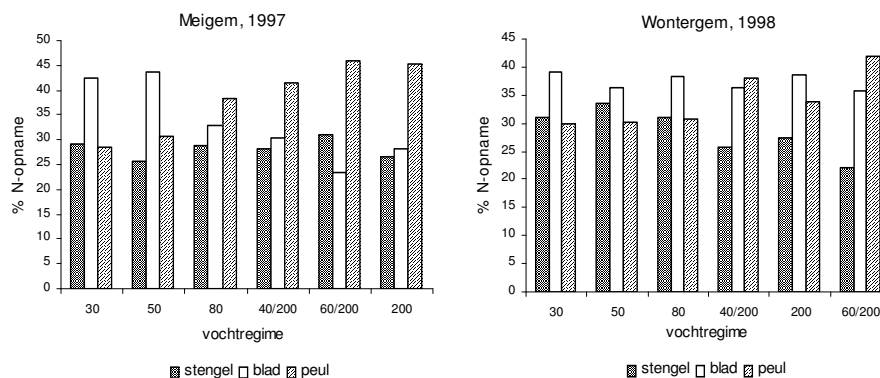 Meigem, 1997
50
45
40
35
30
25
20
15
10
5
0
% N-opname
30 50 80 40/200 60/200 200
vochtregime
stengel blad peul
Wontergem, 1998
45
40
35
30
25
20
15
10
5
0
% N-opname
30 50 80 40/200 200 60/200
vochtregime
stengel blad peul